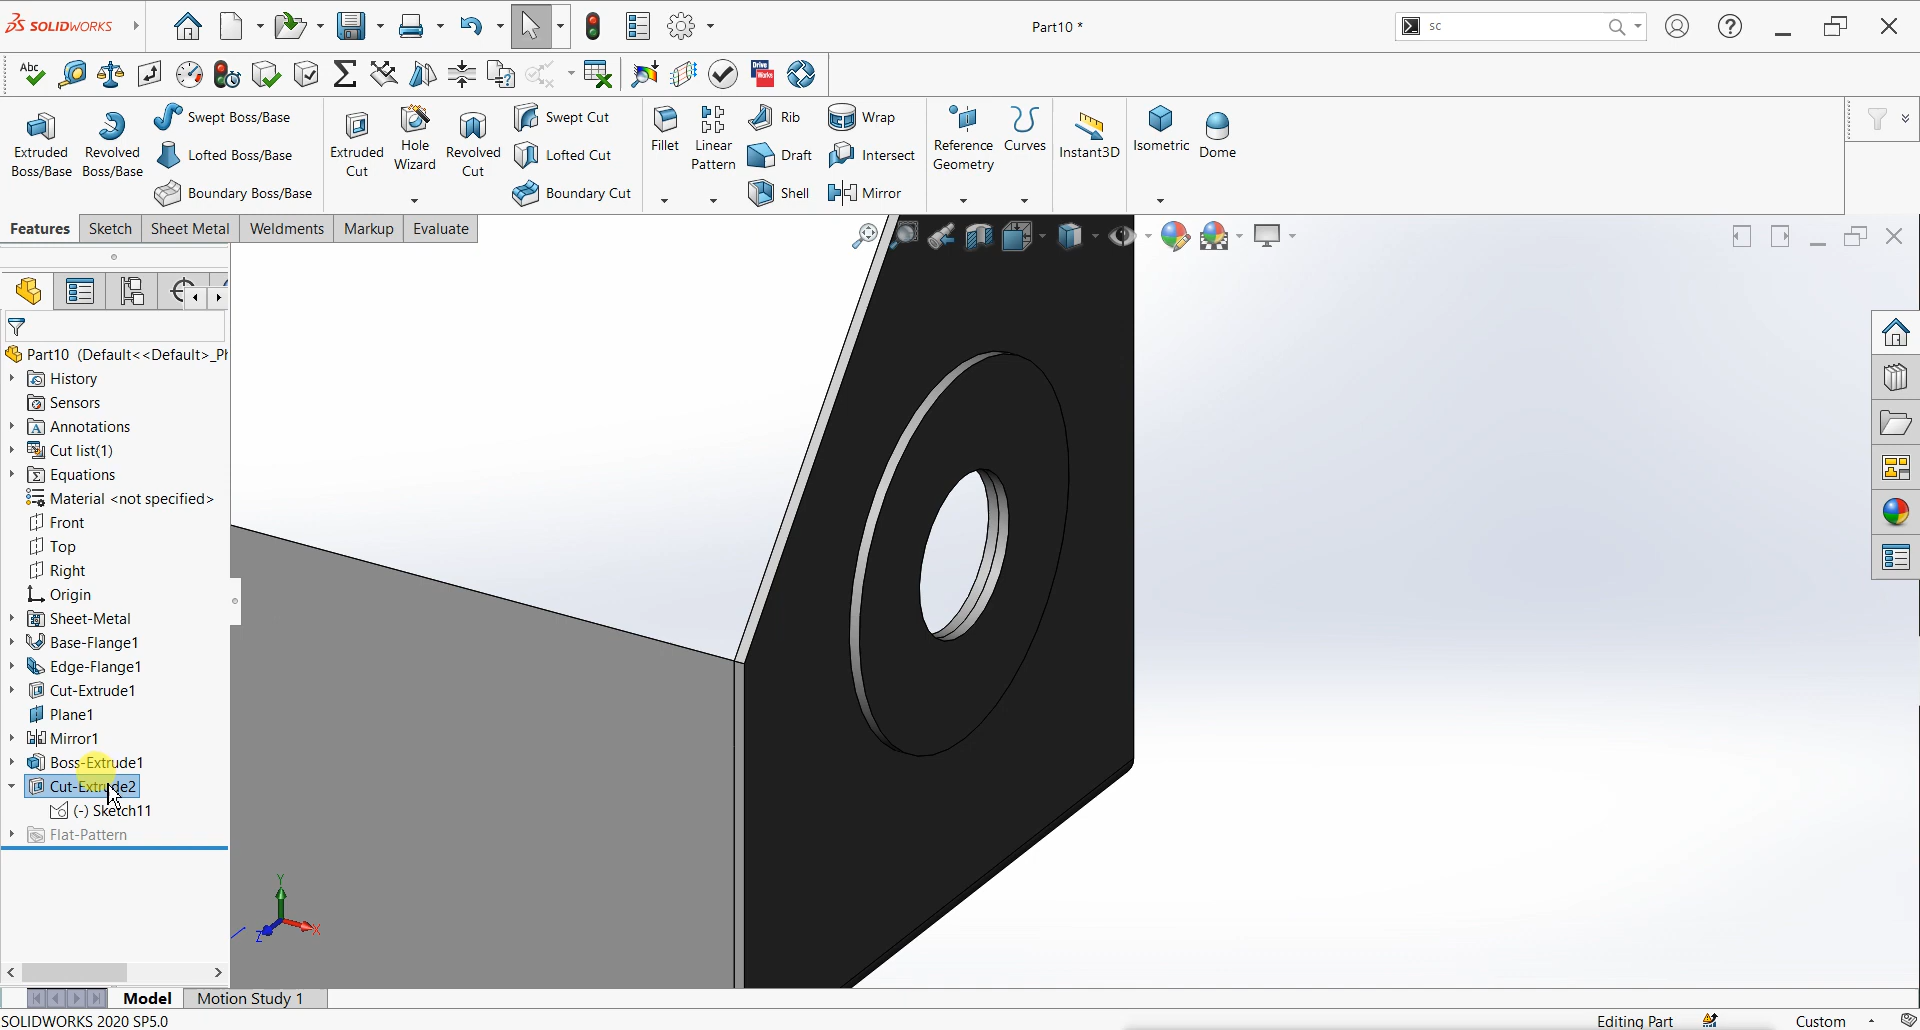 SOLIDWORKS
Part10 *
sc
Abc
Drive
Works
Extruded
Boss/Base
Revolved
Boss/Base
Swept Boss/Base
Lofted Boss/Base
Boundary Boss/Base
Extruded
Cut
Hole
Wizard
Revolved
Cut
Swept Cut
Lofted Cut
Boundary Cut
Fillet
Linear
Pattern
Rib
Draft
Shell
Wrap
Intersect
Mirror
Reference
Geometry
Curves
Instant3D
Isometric
Dome
Features
Sketch
Sheet Metal
Weldments
Markup
Evaluate
Part10 (Default<<Default>_Ph
History
Sensors
Annotations
Cut list(1)
Equations
Material <not specified>
Front
Top
Right
Origin
Sheet-Metal
Base-Flange1
Edge-Flange1
Cut-Extrude1
Plane1
Mirror1
Boss-Extrude1
Cut-Extrude2
(-) Sketch11
Flat-Pattern
Y
X
Z
Model
Motion Study 1
SOLIDWORKS 2020 SP5.0
Editing Part
Custom